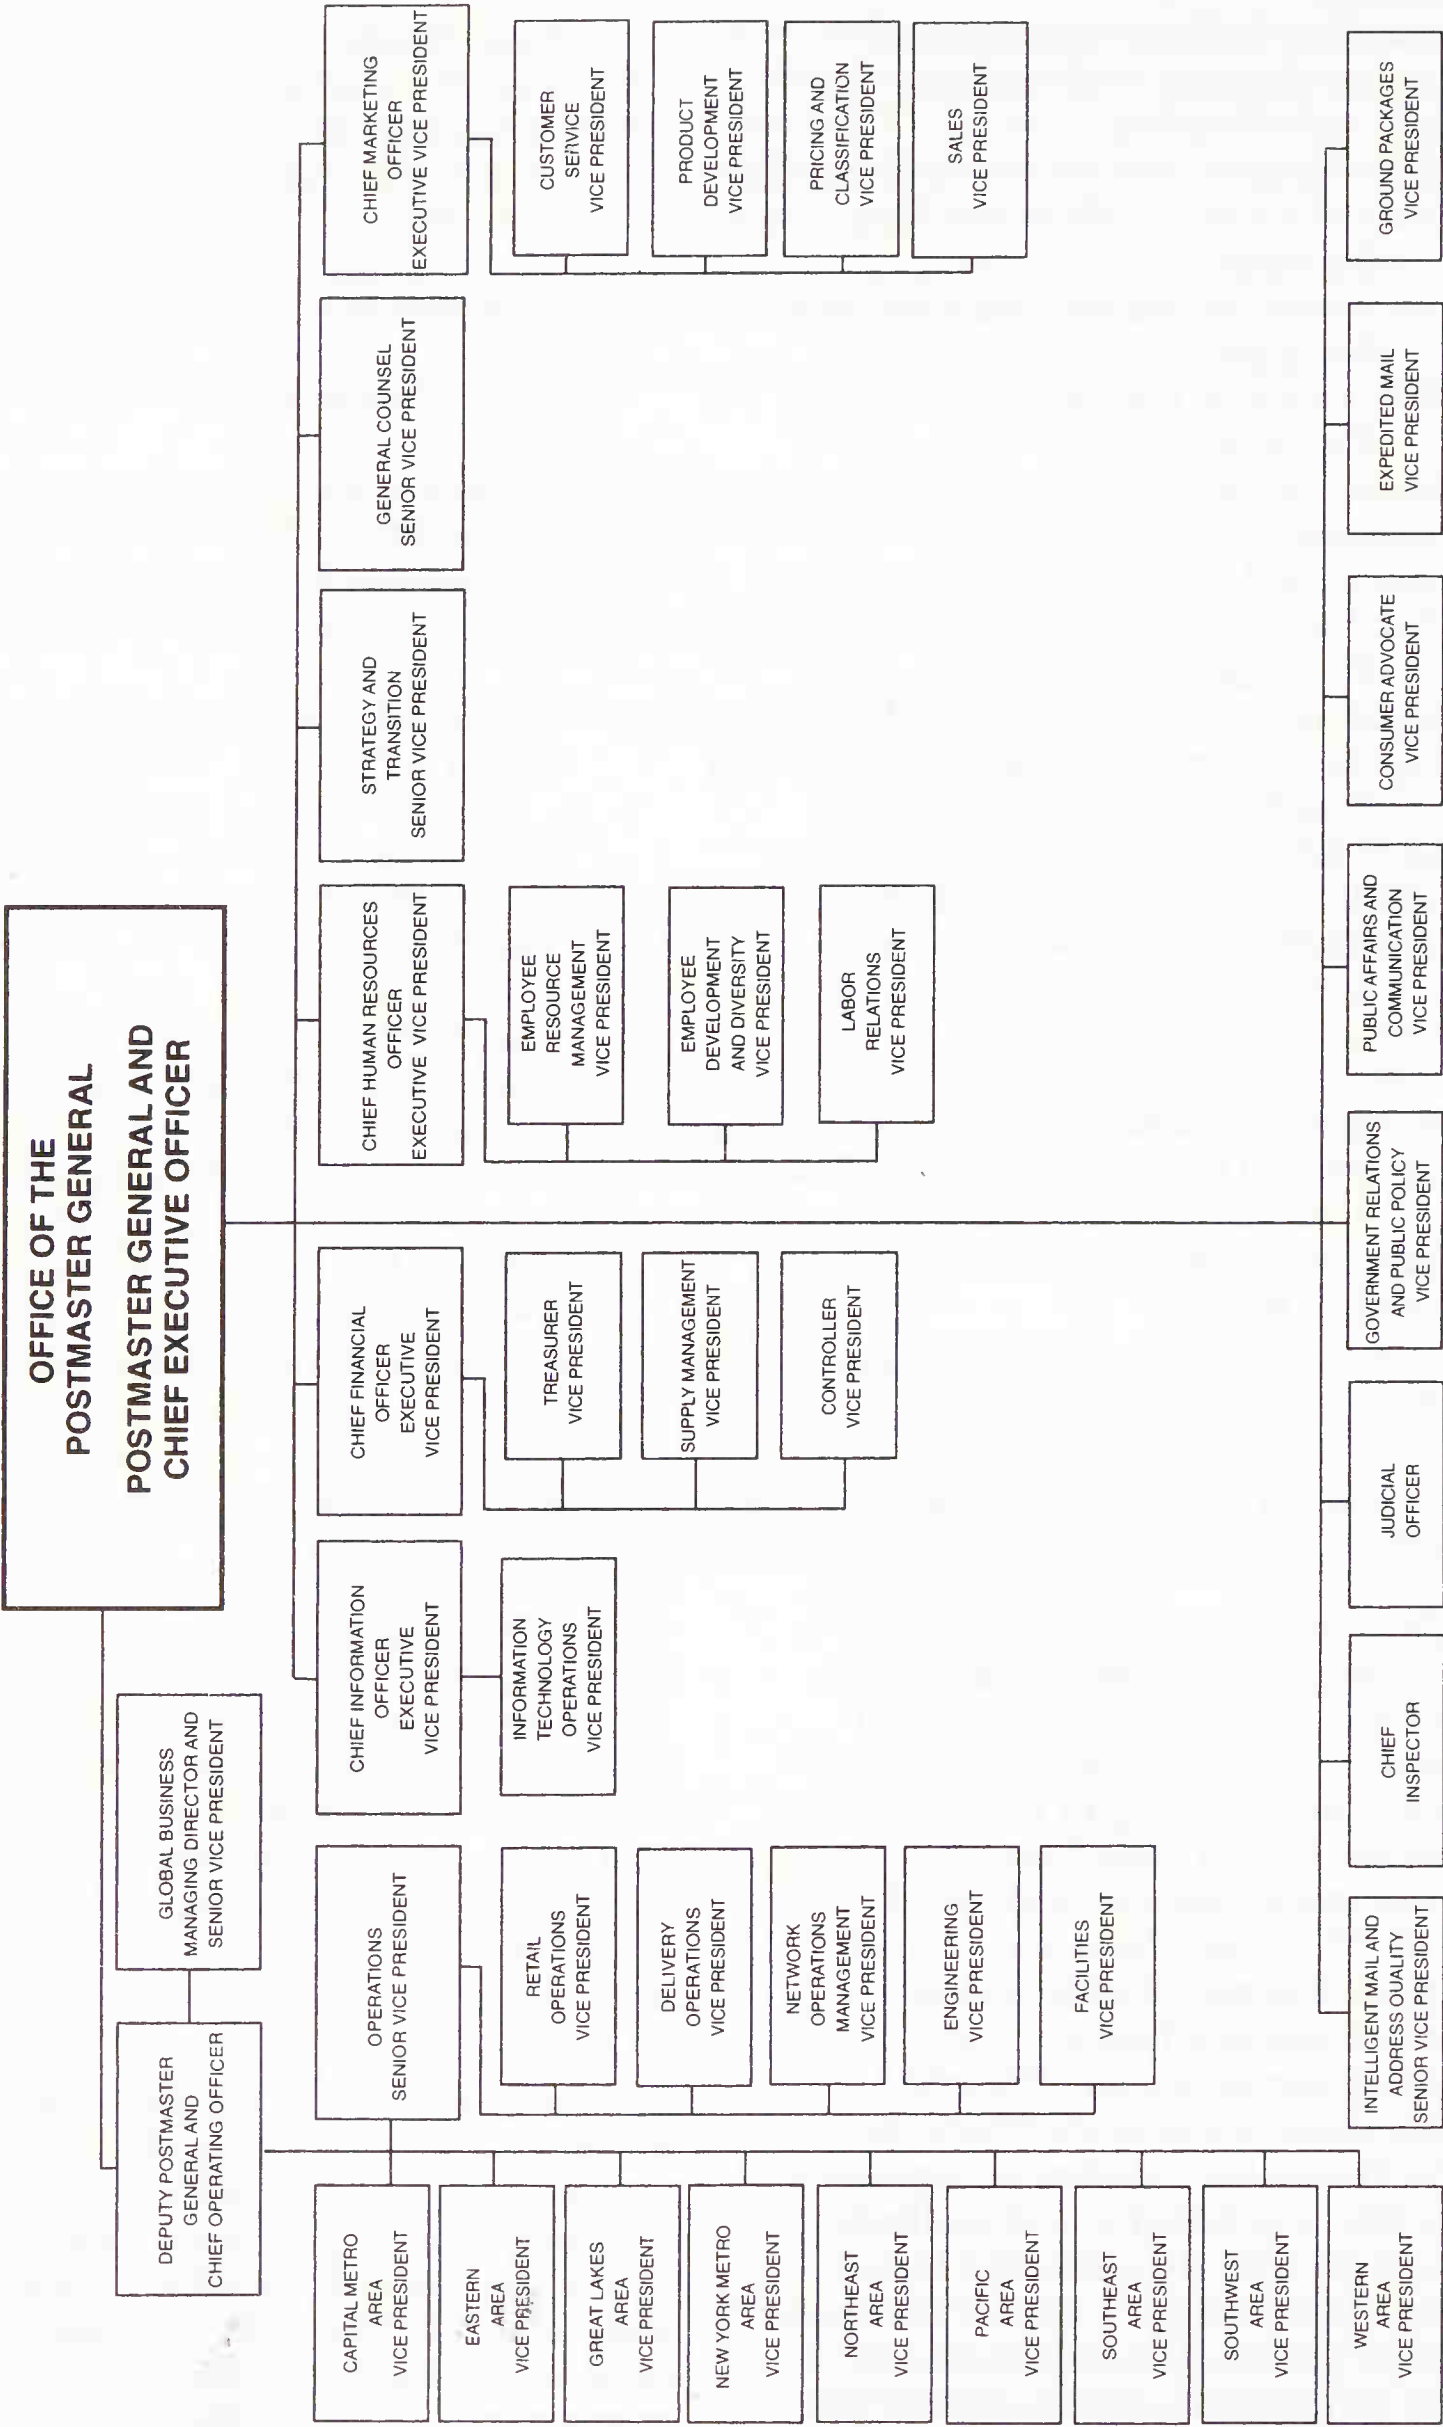 OFFICE OF THE
POSTMASTER GENERAL
POSTMASTER GENERAL AND
CHIEF EXECUTIVE OFFICER
DEPUTY POSTMASTER
GENERAL AND
CHIEF OPERATING OFFICER
GLOBAL BUSINESS
MANAGING DIRECTOR AND
SENIOR VICE PRESIDENT
CAPITAL METRO
AREA
VICE PRESIDENT
EASTERN
AREA
VICE PRESIDENT
GREAT LAKES
AREA
VICE PRESIDENT
NEW YORK METRO
AREA
VICE PRESIDENT
NORTHEAST
AREA
VICE PRESIDENT
PACIFIC
AREA
VICE PRESIDENT
SOUTHEAST
AREA
VICE PRESIDENT
SOUTHWEST
AREA
VICE PRESIDENT
WESTERN
AREA
VICE PRESIDENT
OPERATIONS
SENIOR VICE PRESIDENT
RETAIL
OPERATIONS
VICE PRESIDENT
DELIVERY
OPERATIONS
VICE PRESIDENT
NETWORK
OPERATIONS
MANAGEMENT
VICE PRESIDENT
ENGINEERING
VICE PRESIDENT
FACILITIES
VICE PRESIDENT
CHIEF INFORMATION
OFFICER
EXECUTIVE
VICE PRESIDENT
INFORMATION
TECHNOLOGY
OPERATIONS
VICE PRESIDENT
CHIEF FINANCIAL
OFFICER
EXECUTIVE
VICE PRESIDENT
TREASURER
VICE PRESIDENT
SUPPLY MANAGEMENT
VICE PRESIDENT
CONTROLLER
VICE PRESIDENT
CHIEF HUMAN RESOURCES
OFFICER
EXECUTIVE VICE PRESIDENT
EMPLOYEE
RESOURCE
MANAGEMENT
VICE PRESIDENT
EMPLOYEE
DEVELOPMENT
AND DIVERSITY
VICE PRESIDENT
LABOR
RELATIONS
VICE PRESIDENT
STRATEGY AND
TRANSITION
SENIOR VICE PRESIDENT
GENERAL COUNSEL
SENIOR VICE PRESIDENT
CHIEF MARKETING
OFFICER
EXECUTIVE VICE PRESIDENT
CUSTOMER
SERVICE
VICE PRESIDENT
PRODUCT
DEVELOPMENT
VICE PRESIDENT
PRICING AND
CLASSIFICATION
VICE PRESIDENT
SALES
VICE PRESIDENT
INTELLIGENT MAIL AND
ADDRESS QUALITY
SENIOR VICE PRESIDENT
CHIEF
INSPECTOR
JUDICIAL
OFFICER
GOVERNMENT RELATIONS
AND PUBLIC POLICY
VICE PRESIDENT
PUBLIC AFFAIRS AND
COMMUNICATION
VICE PRESIDENT
CONSUMER ADVOCATE
VICE PRESIDENT
EXPEDITED MAIL
VICE PRESIDENT
GROUND PACKAGES
VICE PRESIDENT